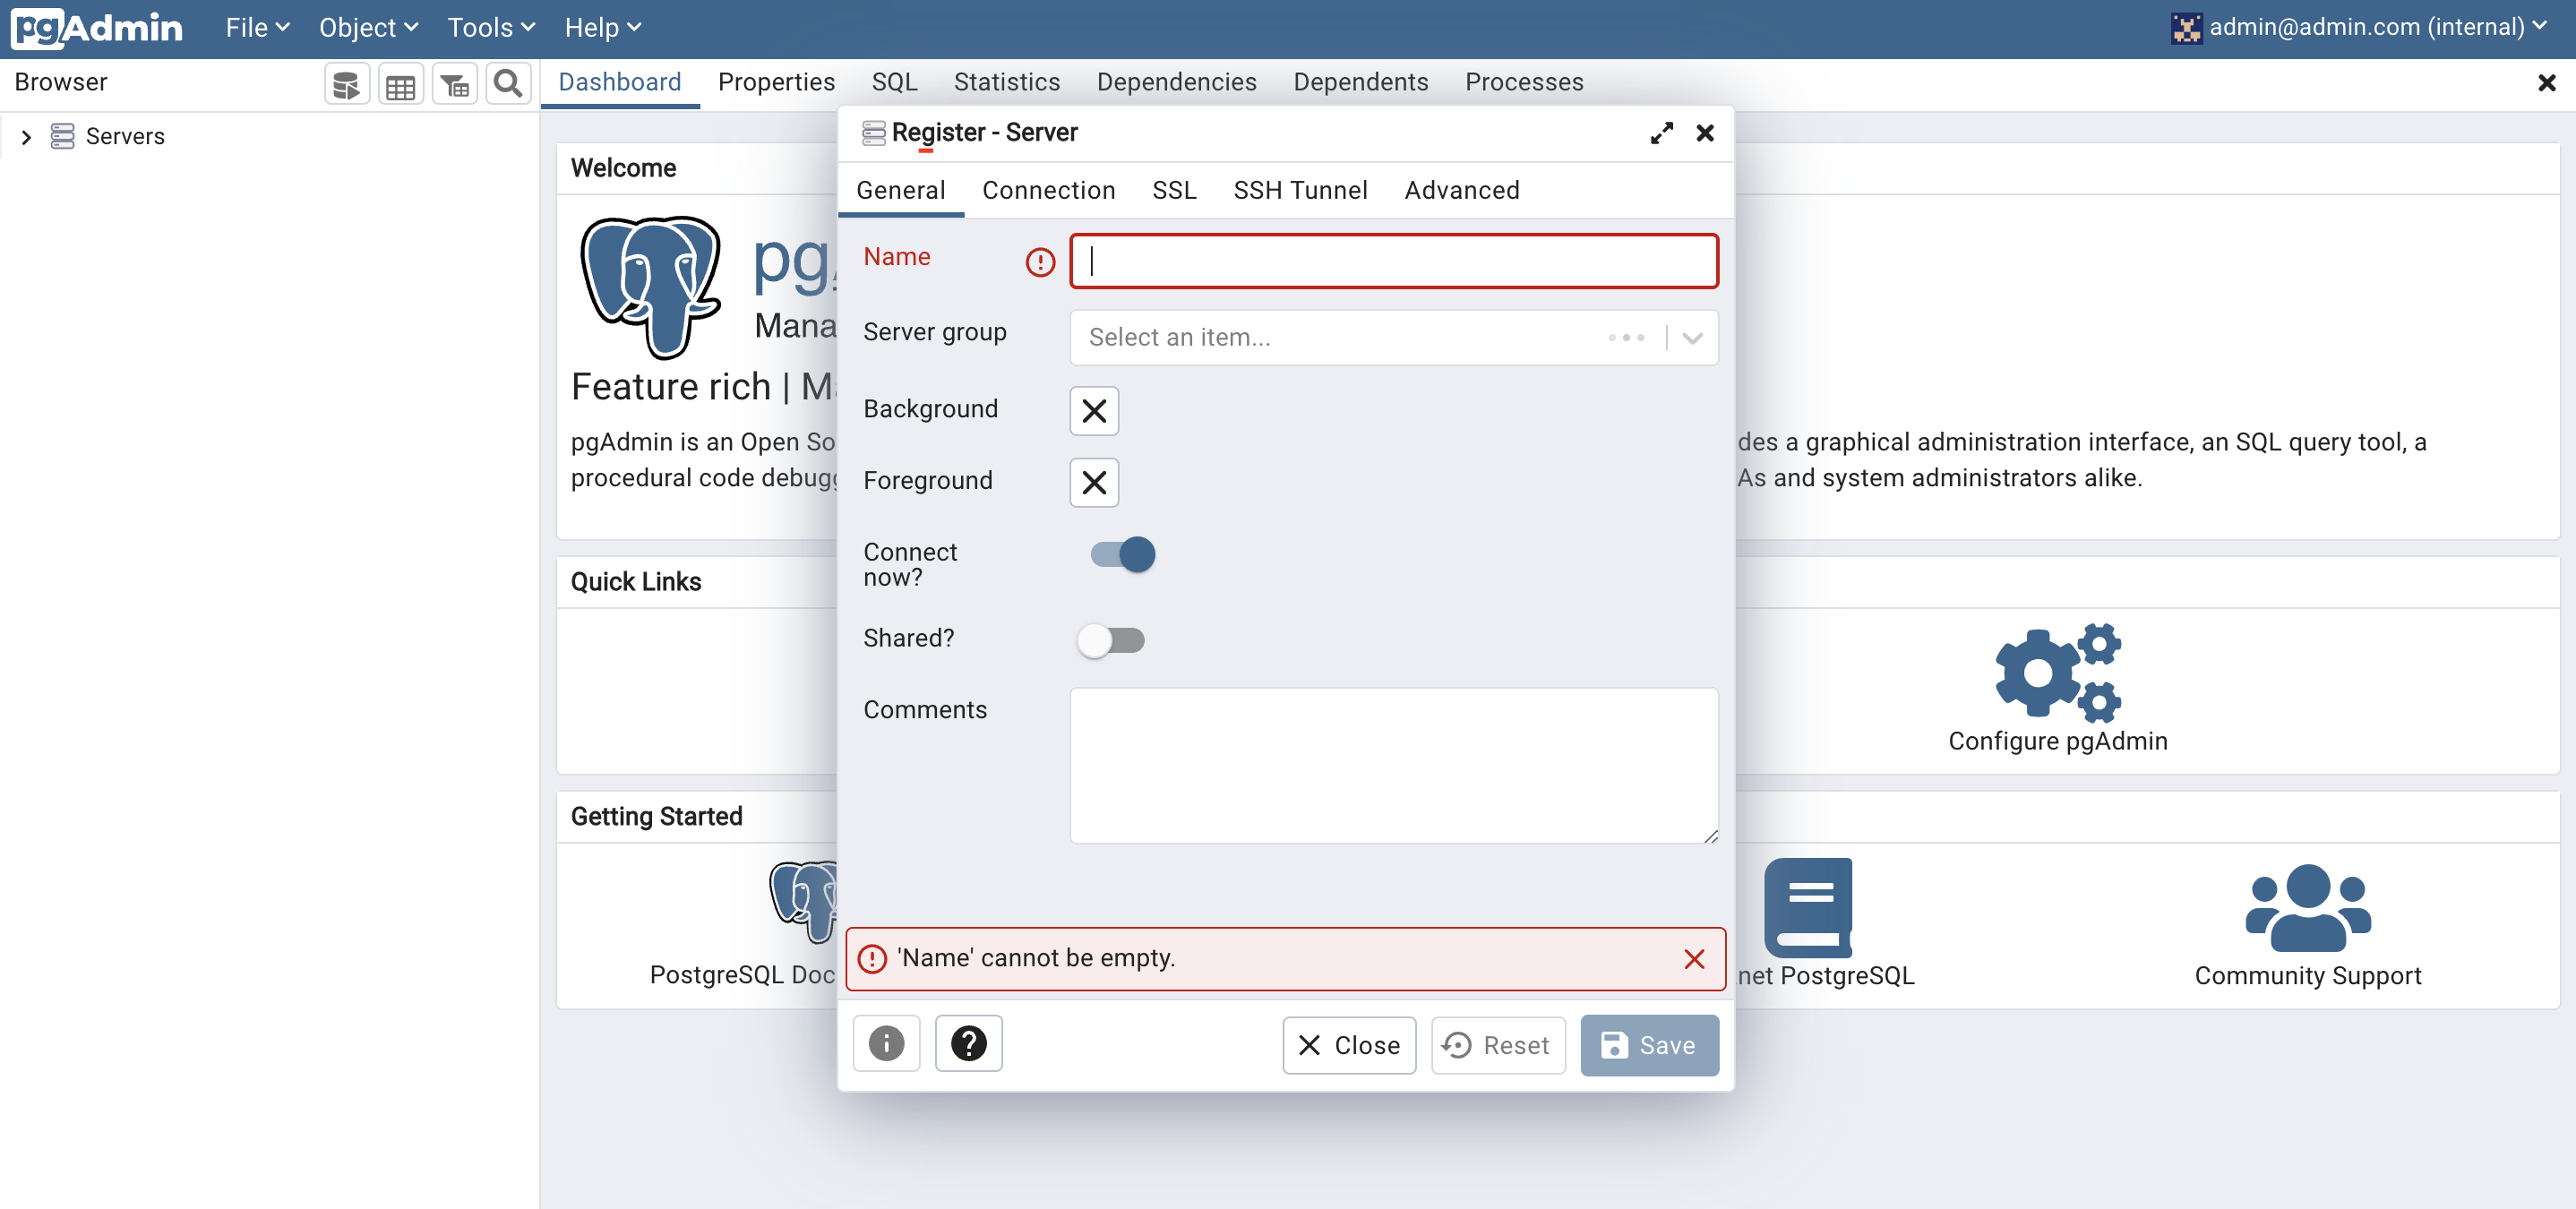 pgAdmin File Object Tools Help admin@admin.com (internal)
Browser
Dashboard Properties SQL Statistics Dependencies Dependents Processes
Servers
Register - Server
General Connection SSL SSH Tunnel Advanced
Name
Server group Select an item...
Background
Foreground
Connect
now?
Shared?
Comments
'Name' cannot be empty.
Close Reset Save
Welcome
pg
Mana
Feature rich | Ma
pgAdmin is an Open So
des a graphical administration interface, an SQL query tool, a
procedural code debugg
As and system administrators alike.
Quick Links
Configure pgAdmin
Getting Started
PostgreSQL Doc
net PostgreSQL
Community Support